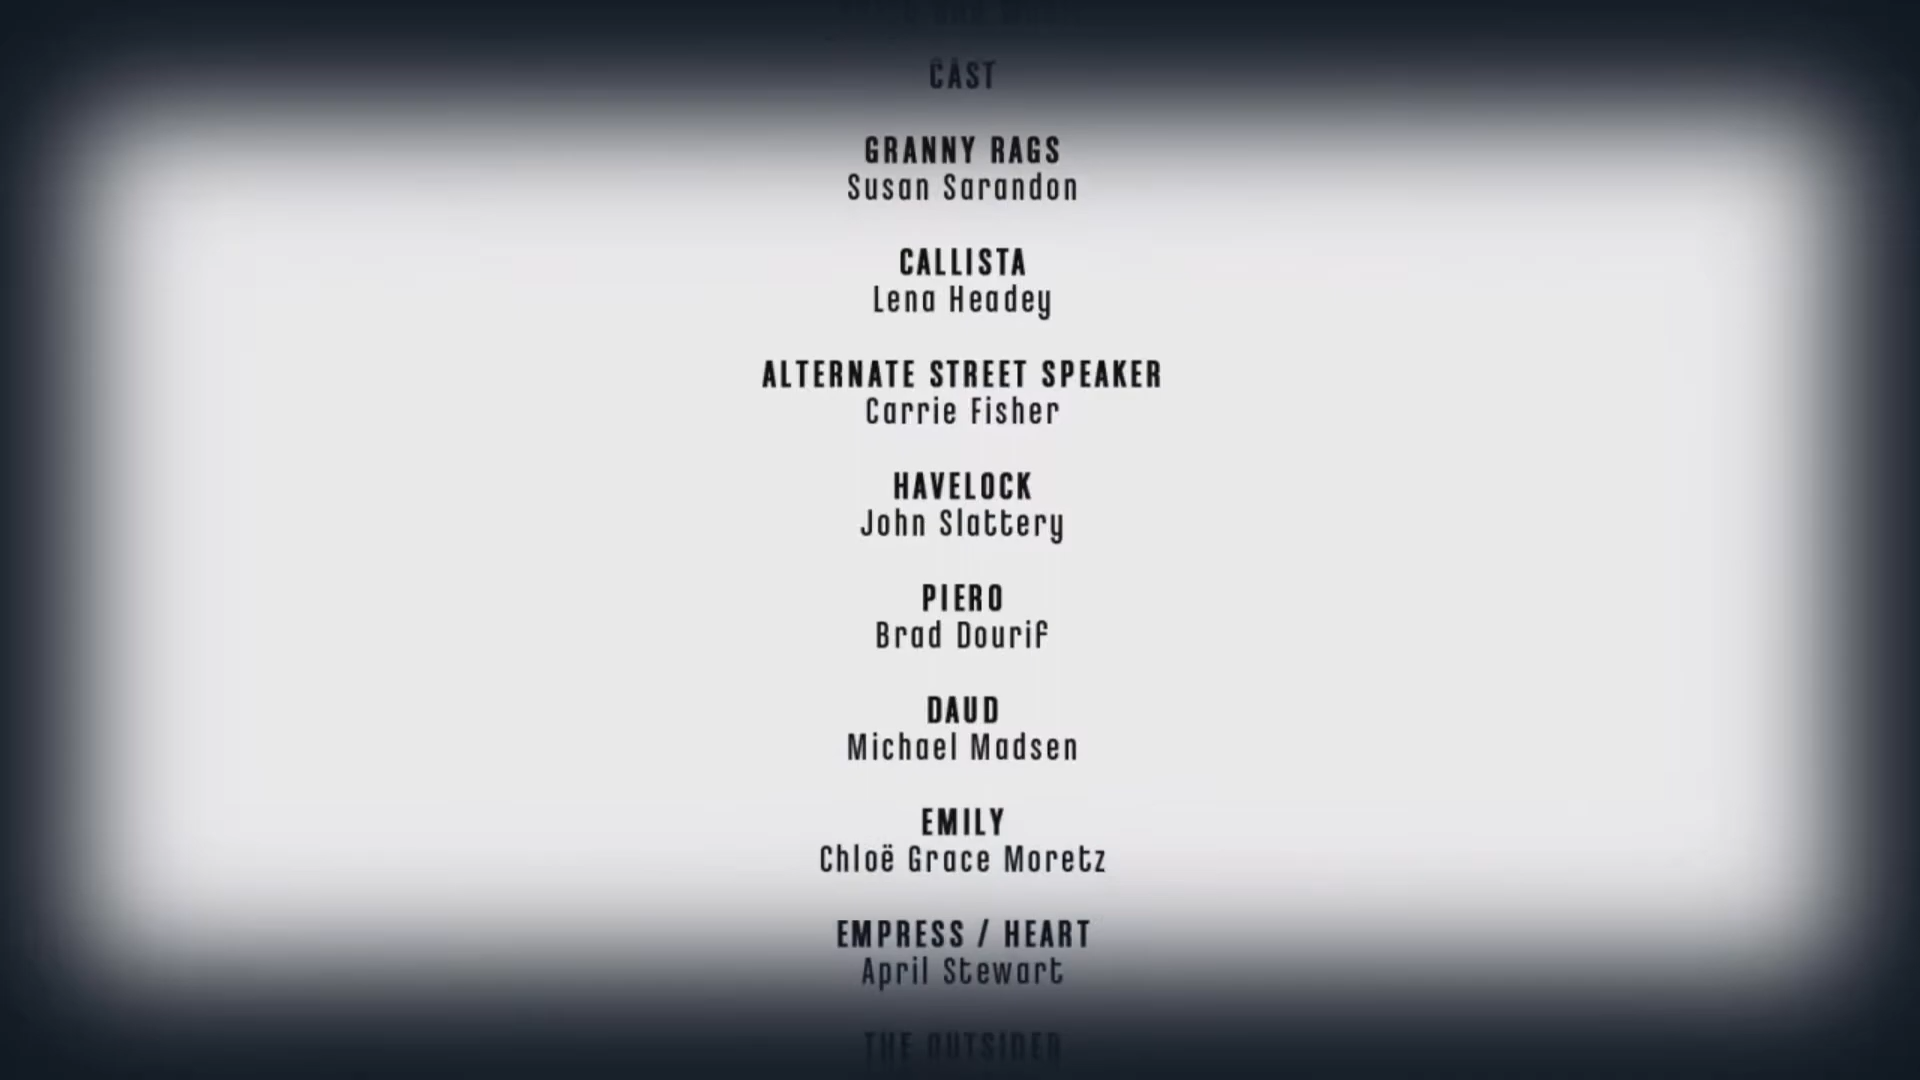 CAST
GRANNY RAGS
Susan Sarandon
CALLISTA
Lena Headey
ALTERNATE STREET SPEAKER
Carrie Fisher
HAVELOCK
John Slattery
PIERO
Brad Dourif
DAUD
Michael Madsen
EMILY
Chloë Grace Moretz
EMPRESS / HEART
April Stewart
THE OUTSIDER